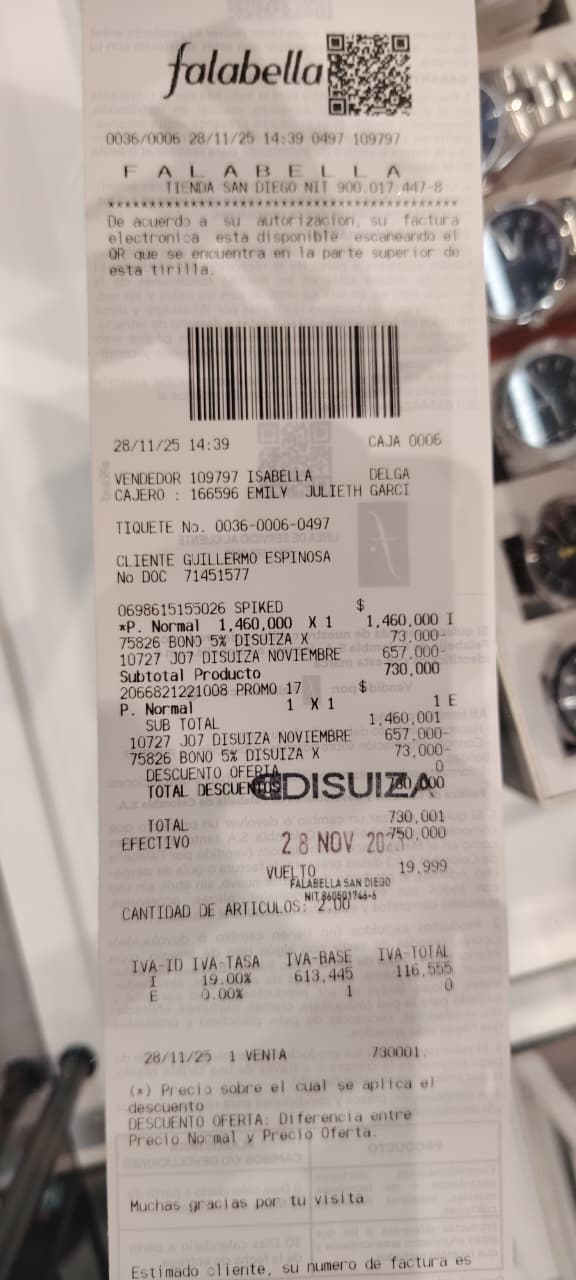 falabella
0036/0006 28/11/25 14:39 0497 109797
F A L A B E L L A
TIENDA SAN DIEGO NIT 900.017.447-8
****************************************************
De acuerdo a su autorizacion, su factura
electronica esta disponible escaneando el
QR que se encuentra en la parte superior de
esta tirilla.
28/11/25 14:39 CAJA 0006
VENDEDOR 109797 ISABELLA DELGA
CAJERO : 166596 EMILY JULIETH GARCI
TIQUETE No. 0036-0006-0497
CLIENTE GUILLERMO ESPINOSA
No DOC 71451577
0698615155026 SPIKED $
*P. Normal 1,460,000 X 1 1,460,000 I
75826 BONO 5% DISUIZA X 73,000-
10727 JO7 DISUIZA NOVIEMBRE 657,000-
Subtotal Producto 730,000
2066821221008 PROMO 17 $
P. Normal 1 X 1 1 E
SUB TOTAL 1,460,001
10727 JO7 DISUIZA NOVIEMBRE 657,000-
75826 BONO 5% DISUIZA X 73,000-
DESCUENTO OFERTA 0
TOTAL DESCUENTOS 730,000
DISUIZA
TOTAL 730,001
EFECTIVO 750,000
28 NOV 202
VUELTO 19,999
FALABELLA SAN DIEGO
NIT.860501746-6
CANTIDAD DE ARTICULOS: 2.00
IVA-ID IVA-TASA IVA-BASE IVA-TOTAL
I 19.00% 613,445 116,555
E 0.00% 1 0
28/11/25 1 VENTA 730001.
(*) Precio sobre el cual se aplica el
descuento
DESCUENTO OFERTA: Diferencia entre
Precio Normal y Precio Oferta.
Muchas gracias por tu visita
Estimado cliente, su numero de factura es